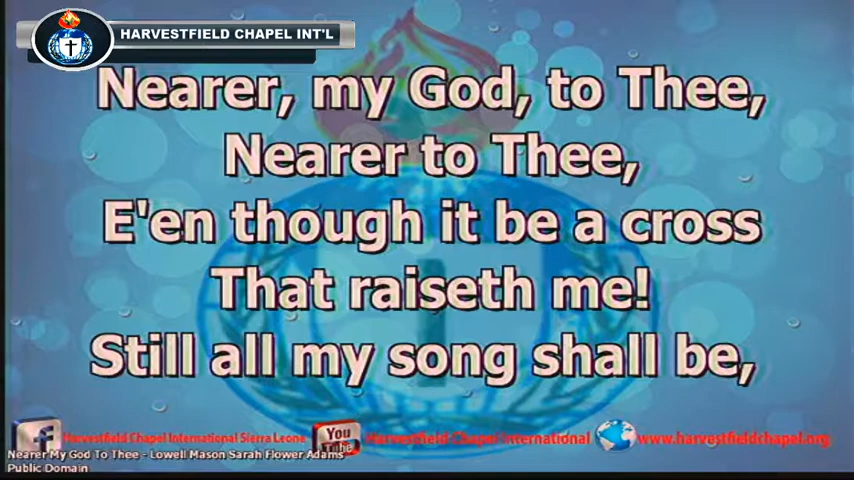 HARVESTFIELD CHAPEL INT'L
Nearer, my God, to Thee,
Nearer to Thee,
E'en though it be a cross
That raiseth me!
Still all my song shall be,
Harvestfield Chapel International Sierra Leone
You
Tube
Harvestfield Chapel International
www.harvestfieldchapel.org
Nearer My God To Thee - Lowell Mason Sarah Flower Adams
Public Domain